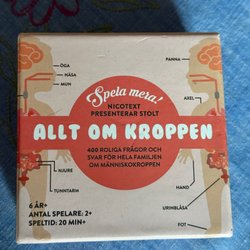 ÖGA
NÄSA
MUN
PANNA
AXEL
Spela mera!
NICOTEXT
PRESENTERAR STOLT
ALLT OM KROPPEN
400 ROLIGA FRÅGOR OCH
SVAR FÖR HELA FAMILJEN
OM MÄNNISKOKROPPEN
NJURE
TUNNTARM
HAND
URINBLÅSA
FOT
6 ÅR+
ANTAL SPELARE: 2+
SPELTID: 20 MIN+